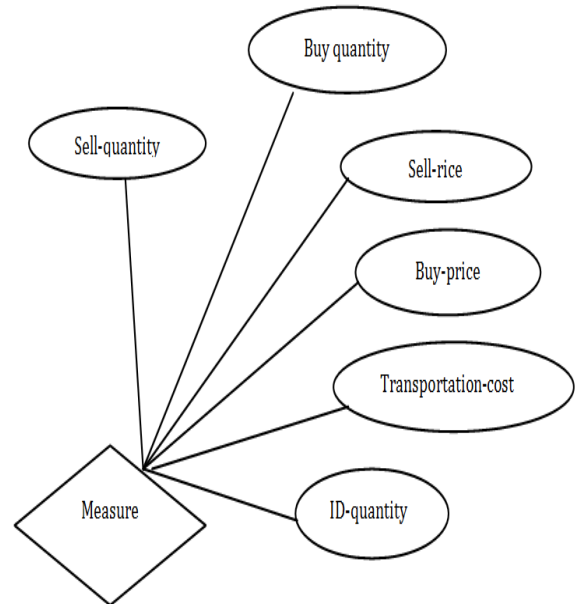 Buy quantity
Sell-quantity
Sell-rice
Buy-price
Transportation-cost
Measure
ID-quantity